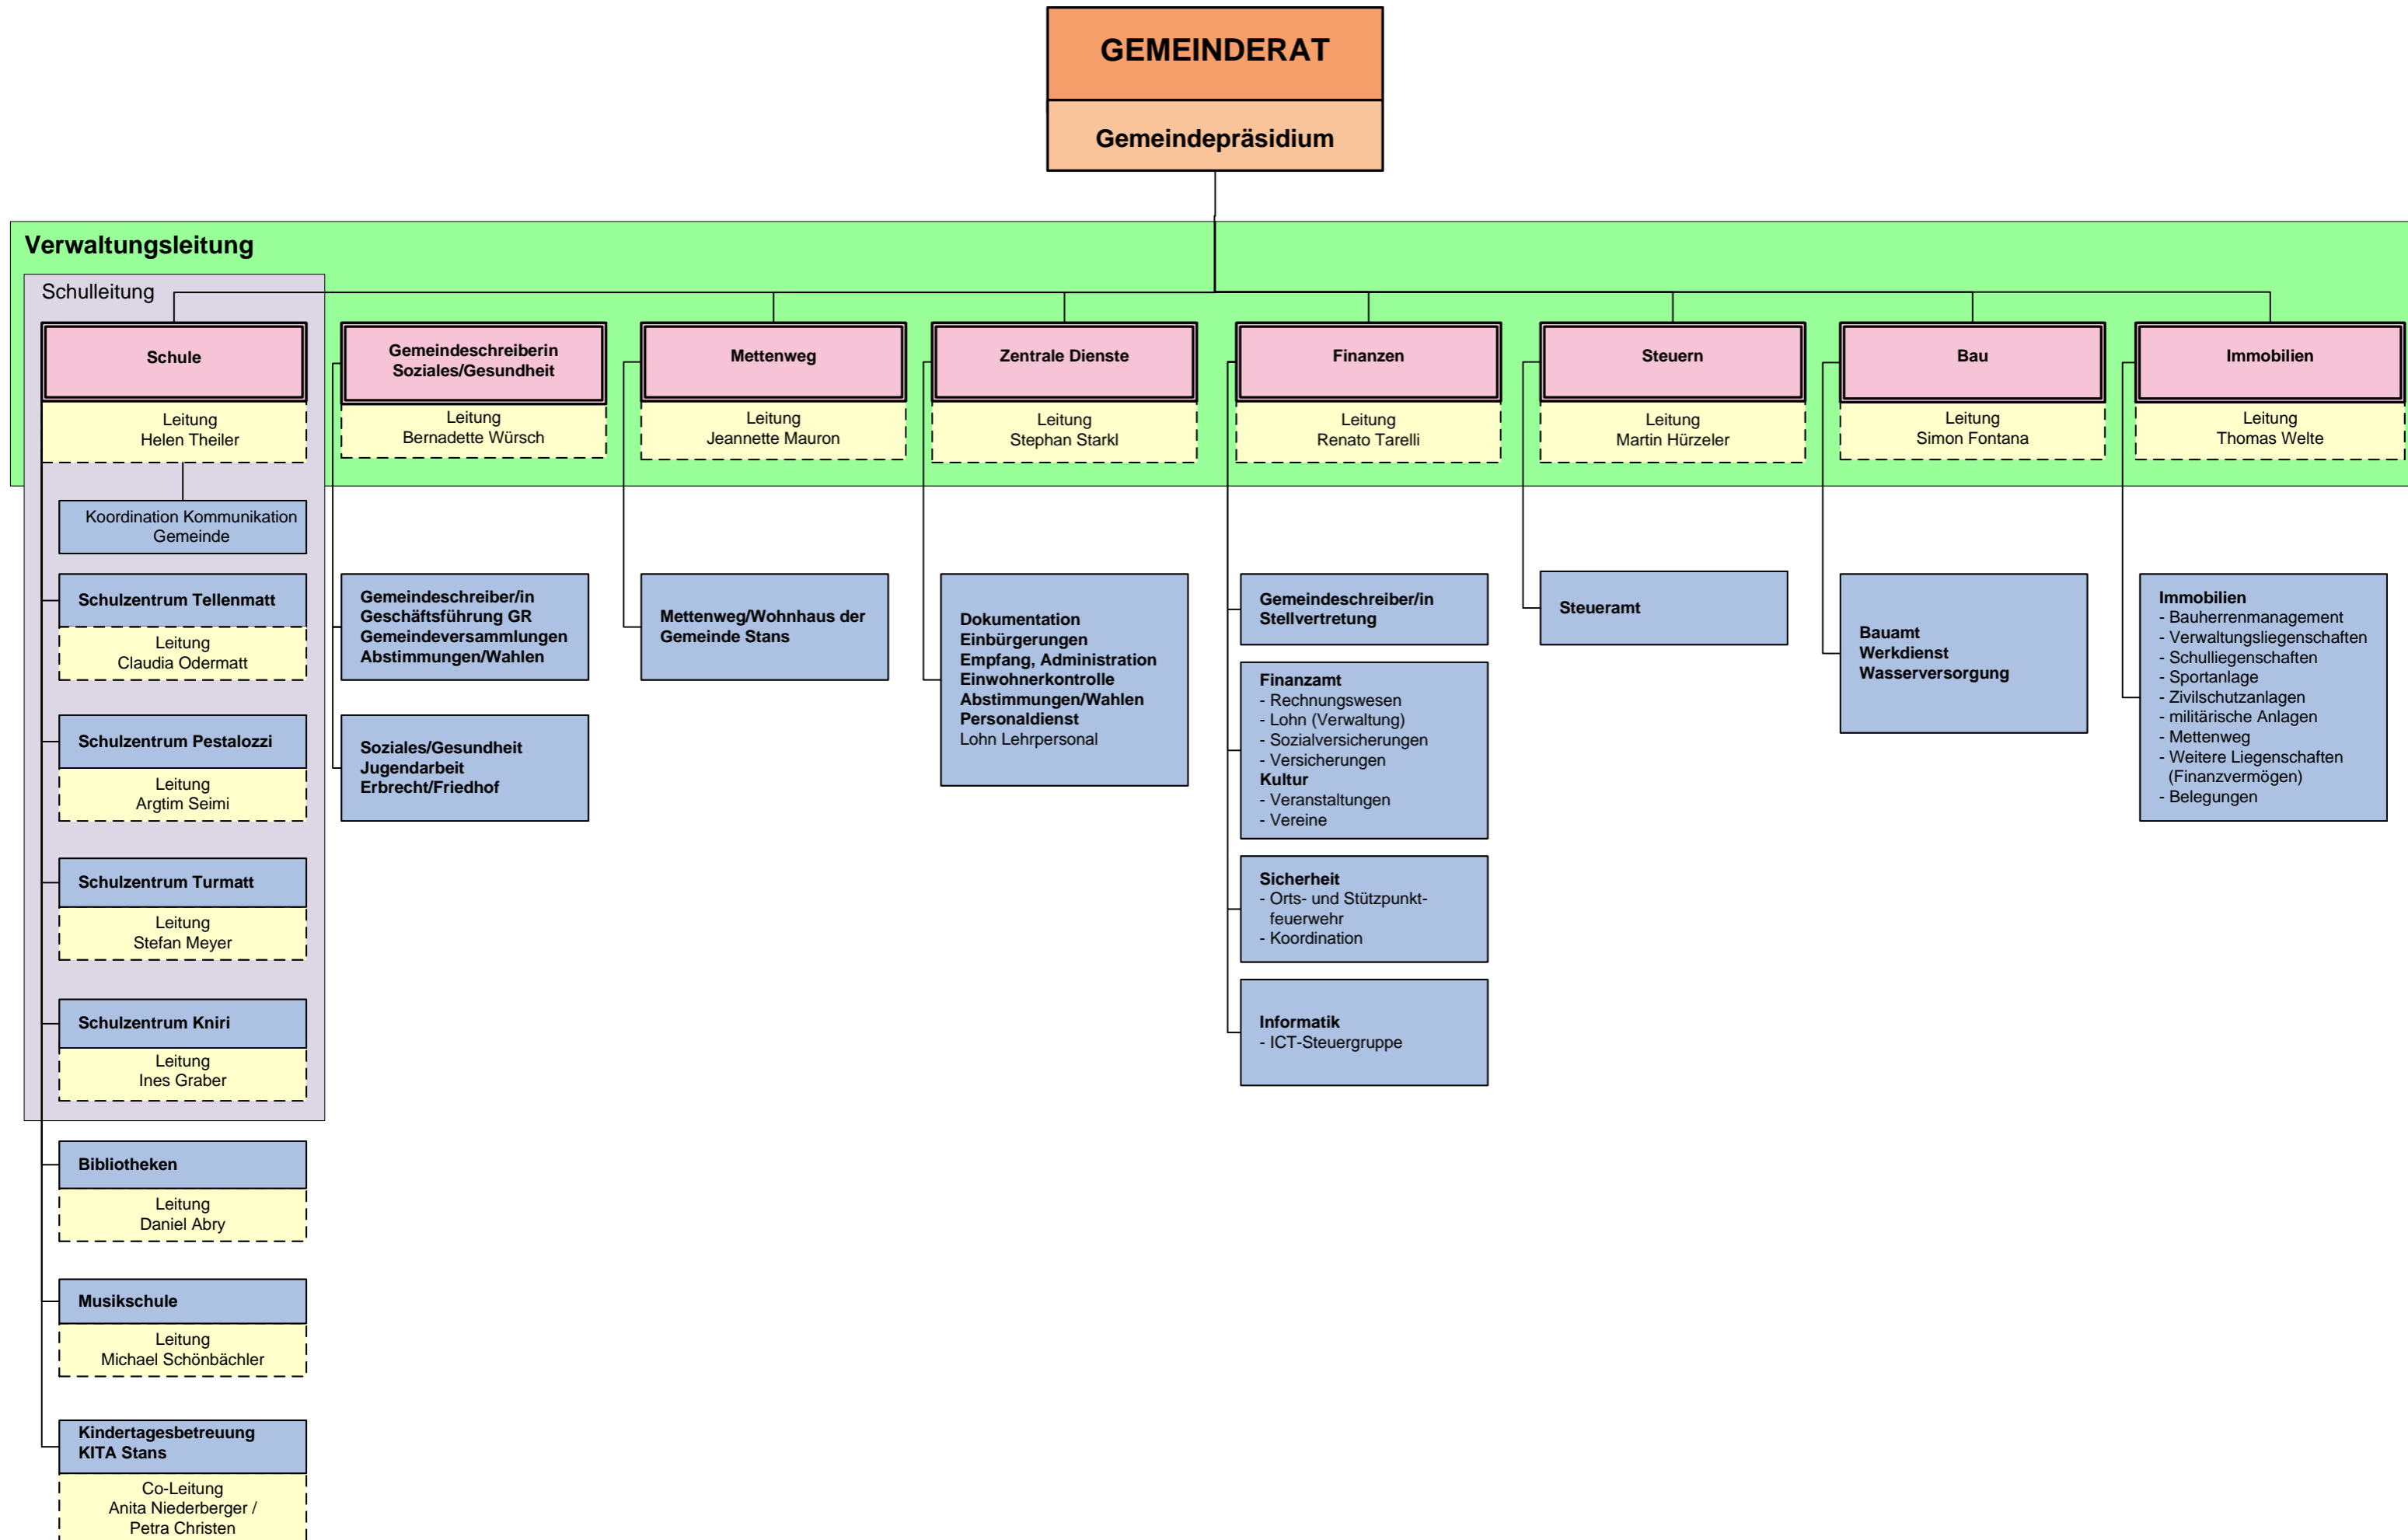 GEMEINDERAT
Gemeindepräsidium
Verwaltungsleitung
Schulleitung
Schule
Leitung
Helen Theiler
Gemeindeschreiberin
Soziales/Gesundheit
Leitung
Bernadette Würsch
Mettenweg
Leitung
Jeannette Mauron
Zentrale Dienste
Leitung
Stephan Starkl
Finanzen
Leitung
Renato Tarelli
Steuern
Leitung
Martin Hürzeler
Bau
Leitung
Simon Fontana
Immobilien
Leitung
Thomas Welte
Koordination Kommunikation
Gemeinde
Schulzentrum Tellenmatt
Leitung
Claudia Odermatt
Schulzentrum Pestalozzi
Leitung
Argtim Seimi
Schulzentrum Turmatt
Leitung
Stefan Meyer
Schulzentrum Kniri
Leitung
Ines Graber
Bibliotheken
Leitung
Daniel Abry
Musikschule
Leitung
Michael Schönbächler
Kindertagesbetreuung
KITA Stans
Co-Leitung
Anita Niederberger /
Petra Christen
Gemeindeschreiber/in
Geschäftsführung GR
Gemeindeversammlungen
Abstimmungen/Wahlen
Soziales/Gesundheit
Jugendarbeit
Erbrecht/Friedhof
Mettenweg/Wohnhaus der
Gemeinde Stans
Dokumentation
Einbürgerungen
Empfang, Administration
Einwohnerkontrolle
Abstimmungen/Wahlen
Personaldienst
Lohn Lehrpersonal
Gemeindeschreiber/in
Stellvertretung
Finanzamt
- Rechnungswesen
- Lohn (Verwaltung)
- Sozialversicherungen
- Versicherungen
Kultur
- Veranstaltungen
- Vereine
Sicherheit
- Orts- und Stützpunkt-
feuerwehr
- Koordination
Informatik
- ICT-Steuergruppe
Steueramt
Bauamt
Werkdienst
Wasserversorgung
Immobilien
- Bauherrenmanagement
- Verwaltungsliegenschaften
- Schulliegenschaften
- Sportanlage
- Zivilschutzanlagen
- militärische Anlagen
- Mettenweg
- Weitere Liegenschaften
(Finanzvermögen)
- Belegungen